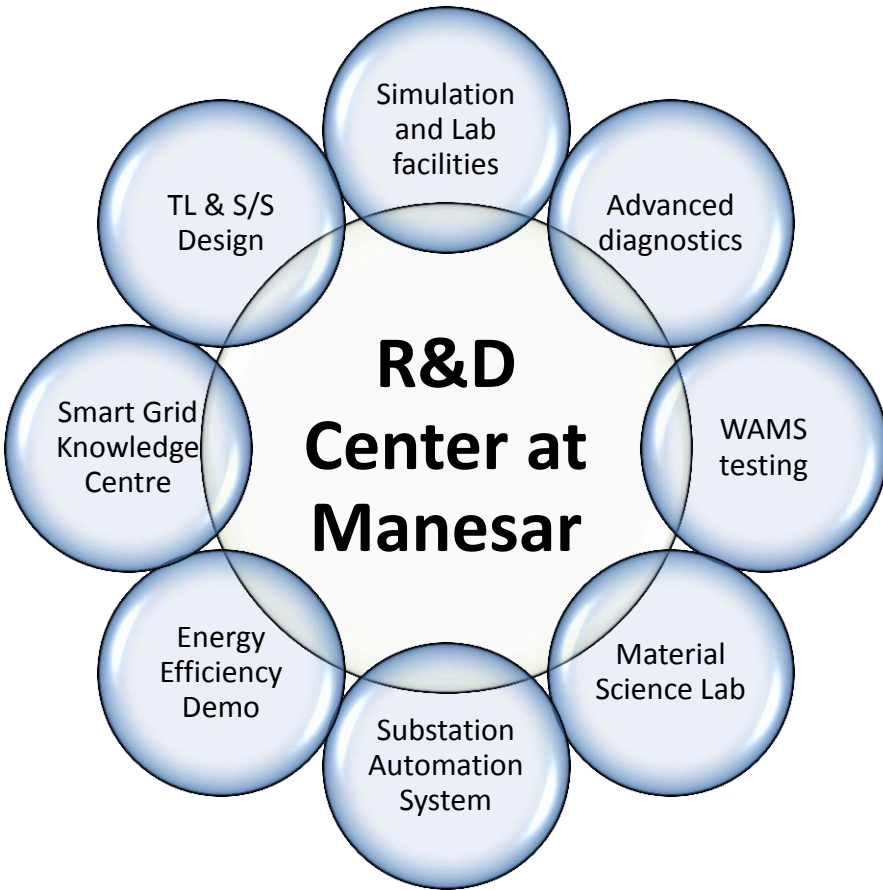 Simulation
and Lab
facilities
Advanced
diagnostics
WAMS
testing
Material
Science Lab
Substation
Automation
System
Energy
Efficiency
Demo
Smart Grid
Knowledge
Centre
TL & S/S
Design
R&D
Center at
Manesar